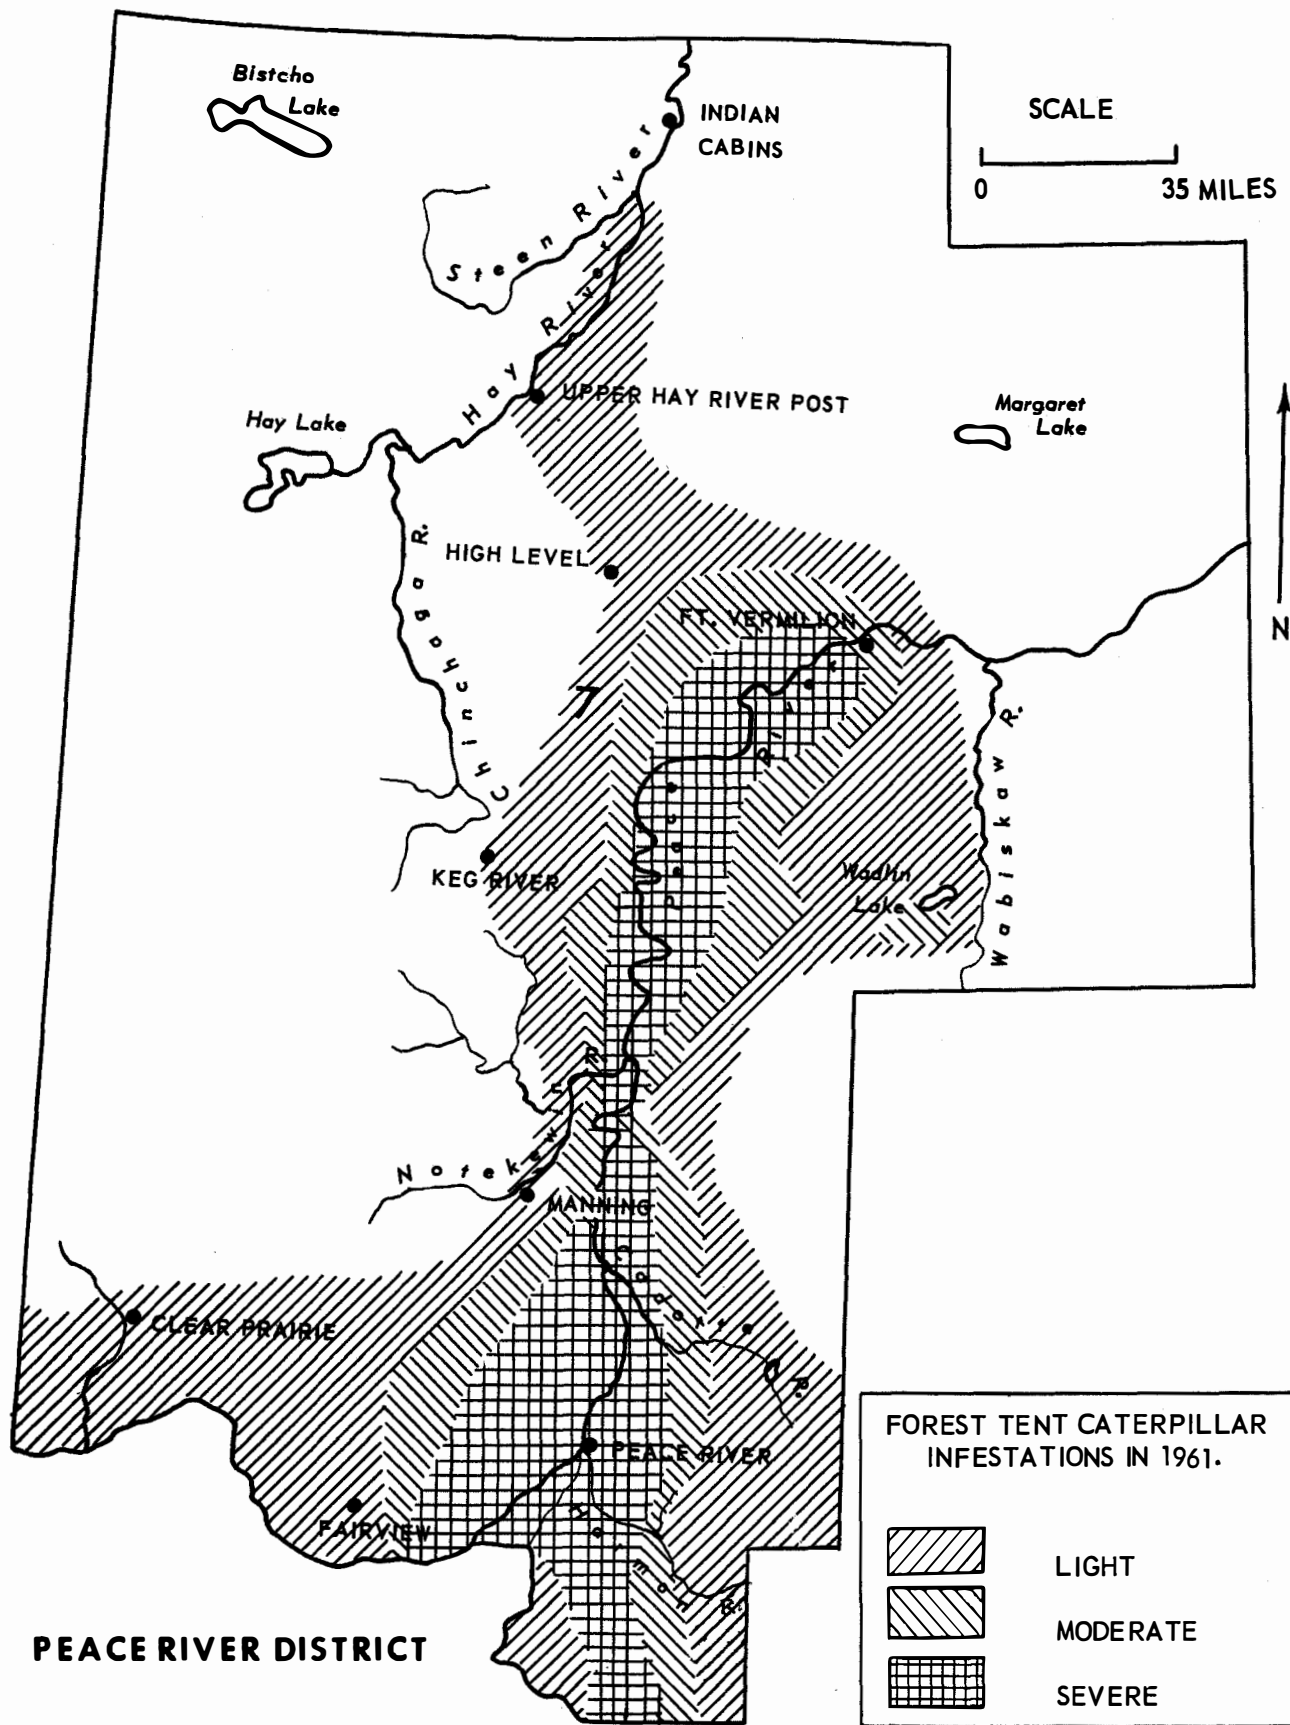 Bistcho
Lake
INDIAN
CABINS
SCALE
0 35 MILES
Steen River
Hay River
UPPER HAY RIVER POST
Hay Lake
Margaret
Lake
Chinchaga R.
HIGH LEVEL
N
FT. VERMILION
7
Peace River
Wabiskaw R.
KEG RIVER
Wadlin
Lake
Notekewin R.
MANNING
Cadotte R.
CLEAR PRAIRIE
PEACE RIVER
FAIRVIEW
R.
PEACE RIVER DISTRICT
FOREST TENT CATERPILLAR
INFESTATIONS IN 1961.
LIGHT
MODERATE
SEVERE